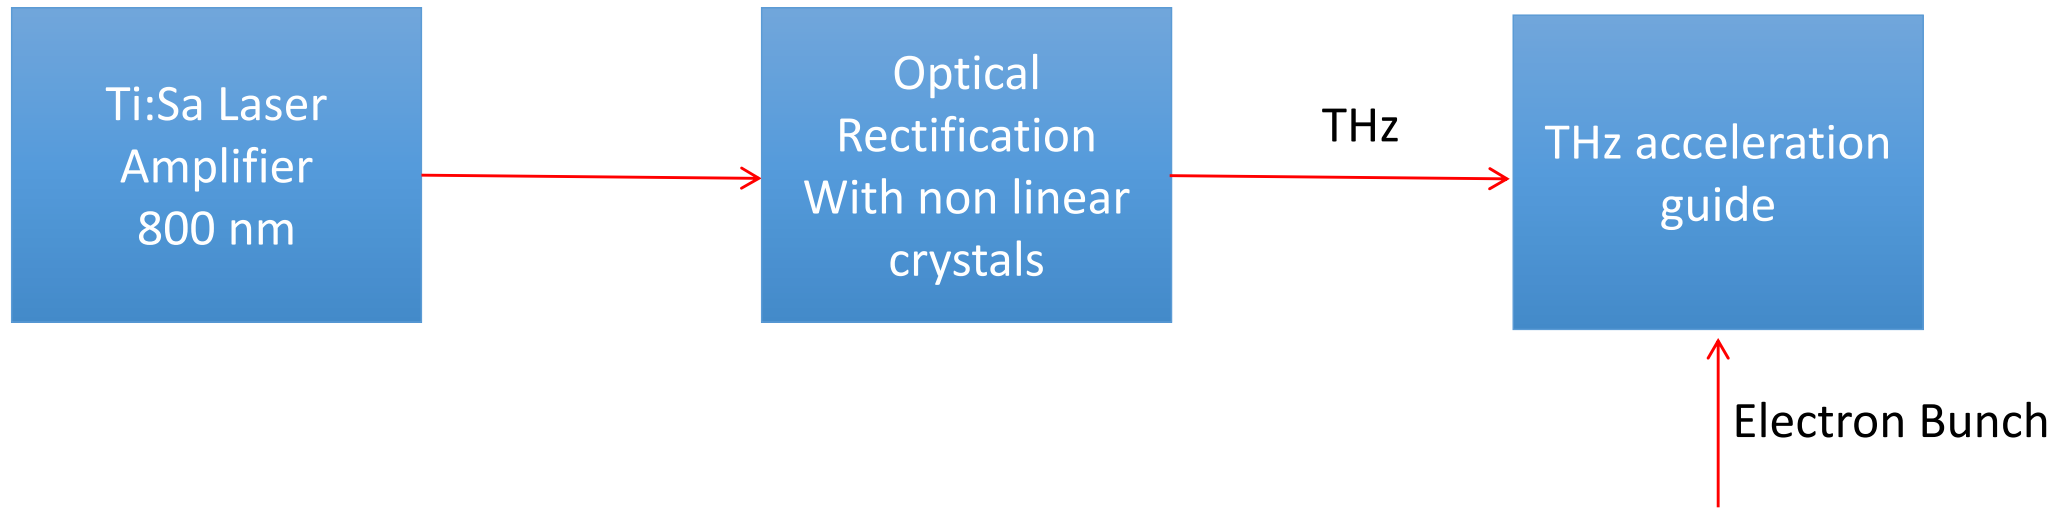 Ti:Sa Laser
Amplifier
800 nm
Optical
Rectification
With non linear
crystals
THz
THz acceleration
guide
Electron Bunch